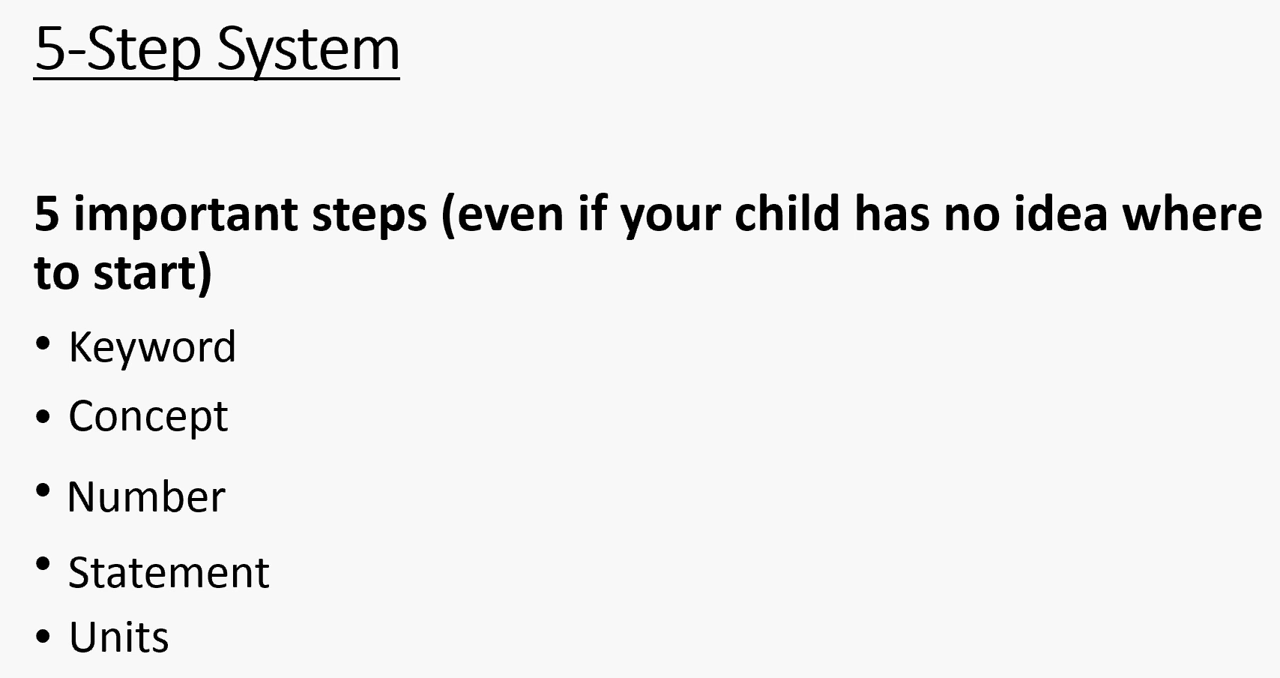 5-Step System
5 important steps (even if your child has no idea where
to start)
• Keyword
• Concept
• Number
• Statement
• Units